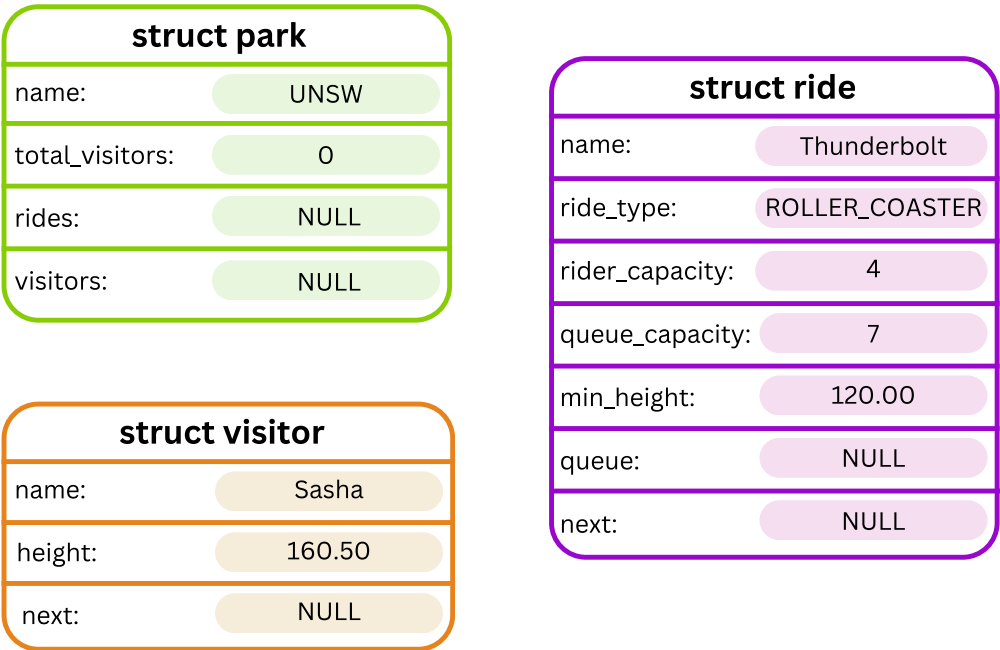 struct park
name: UNSW
total_visitors: 0
rides: NULL
visitors: NULL
struct visitor
name: Sasha
height: 160.50
next: NULL
struct ride
name: Thunderbolt
ride_type: ROLLER_COASTER
rider_capacity: 4
queue_capacity: 7
min_height: 120.00
queue: NULL
next: NULL